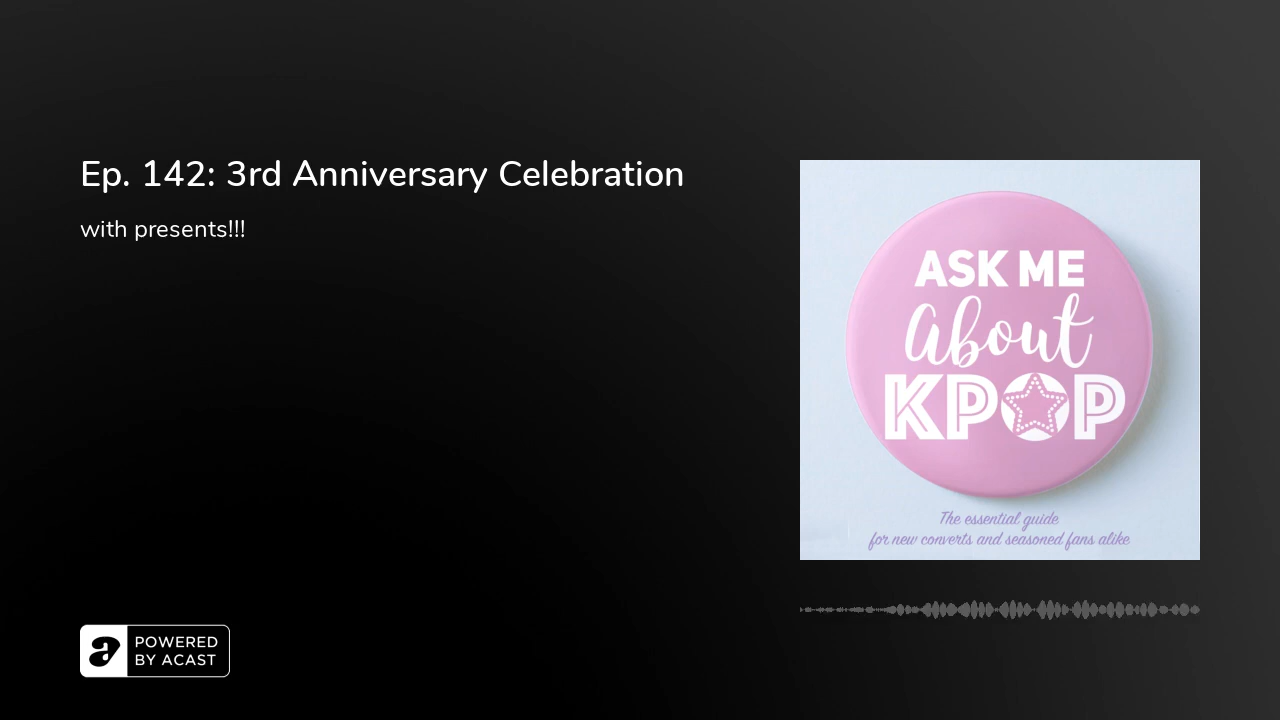 Ep. 142: 3rd Anniversary Celebration
with presents!!!
ASK ME
About
KPOP
The essential guide
for new converts and seasoned fans alike
a
POWERED
BY ACAST